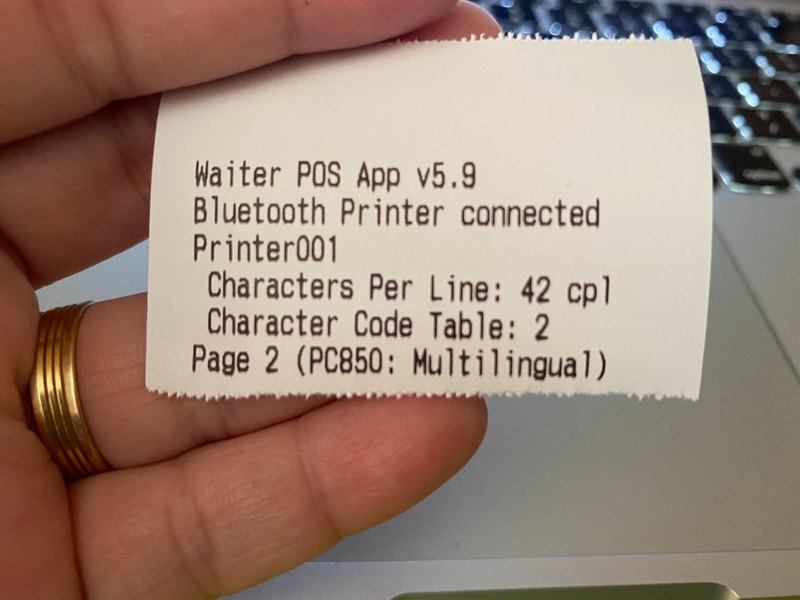 Waiter POS App v5.9
Bluetooth Printer connected
Printer001
Characters Per Line: 42 cpl
Character Code Table: 2
Page 2 (PC850: Multilingual)